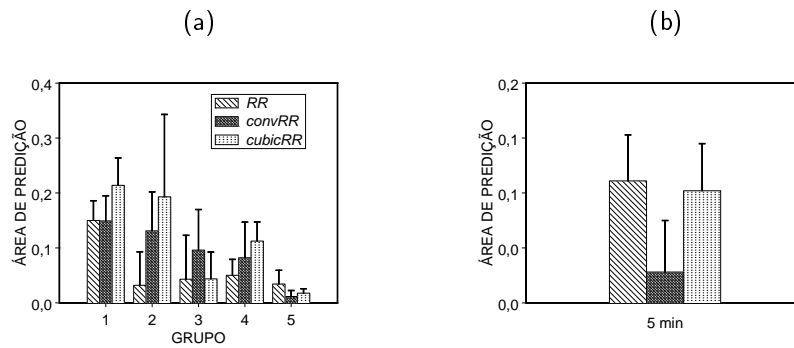 (a)
ÁREA DE PREDIÇÃO
0,4
0,3
0,2
0,1
0,0
RR
convRR
cubicRR
1 2 3 4 5
GRUPO
(b)
ÁREA DE PREDIÇÃO
0,2
0,1
0,1
0,0
0,0
5 min